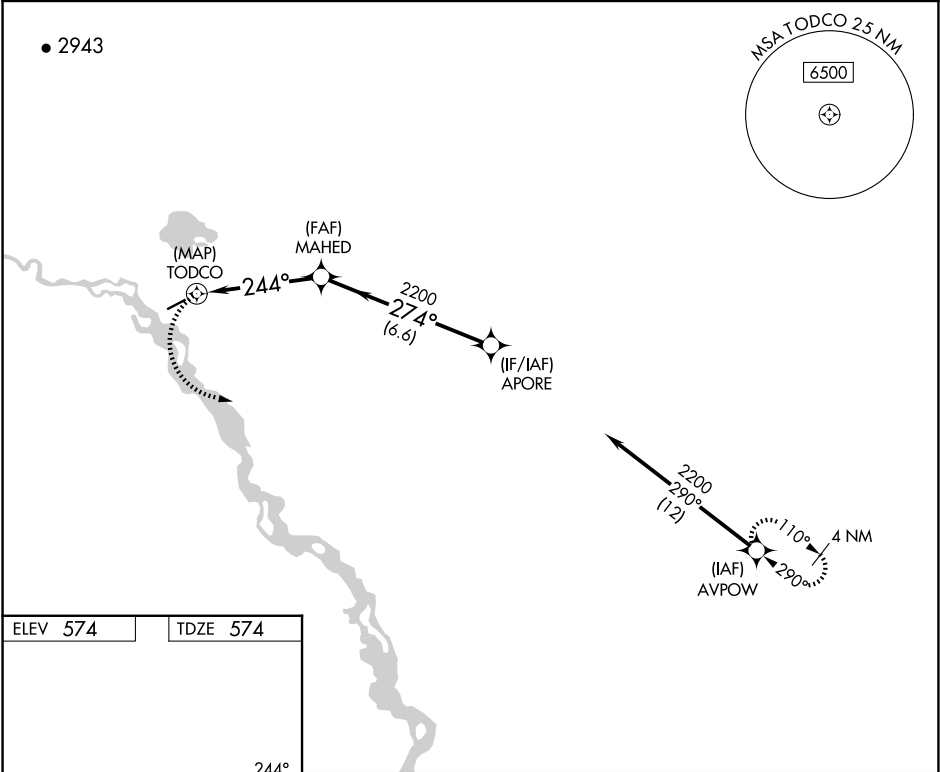 2943
MSA TODCO 25 NM
6500
(FAF)
MAHED
(MAP)
TODCO
244°
2200
274°
(6.6)
(IF/IAF)
APORE
2200
290°
(12)
110°
4 NM
290°
(IAF)
AVPOW
ELEV 574
TDZE 574
244°